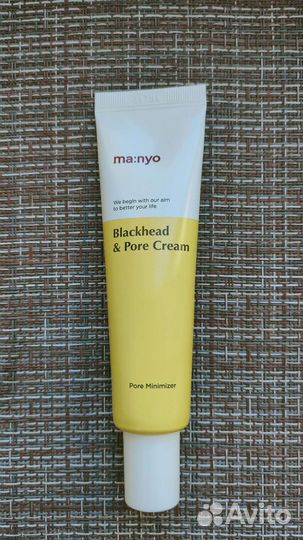 ma:nyo
We begin with our aim
to better your life
Blackhead
& Pore Cream
Pore Minimizer
Avito